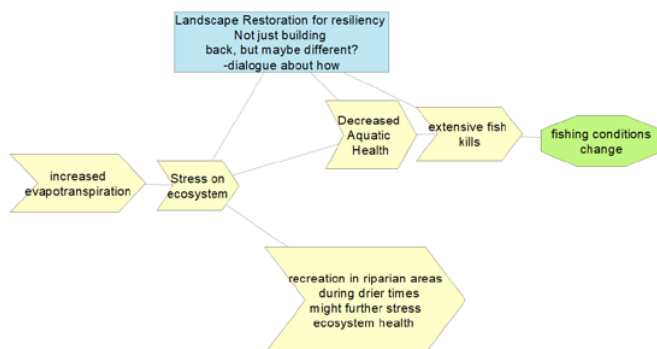 Landscape Restoration for resiliency
Not just building
back, but maybe different?
-dialogue about how
Decreased
Aquatic
Health
extensive fish
kills
fishing conditions
change
increased
evapotranspiration
Stress on
ecosystem
recreation in riparian areas
during drier times
might further stress
ecosystem health